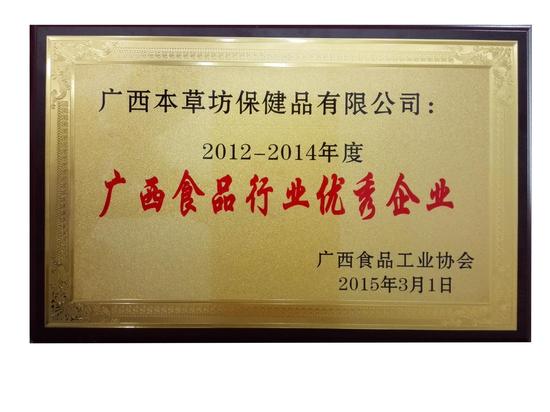 广西本草坊保健品有限公司：
2012-2014年度
广西食品行业优秀企业
广西食品工业协会
2015年3月1日